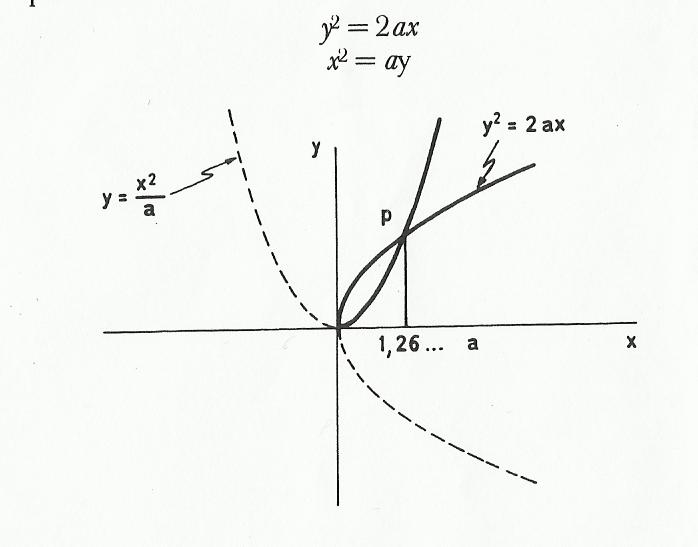 y² = 2ax
x² = ay
y² = 2 ax
y
y = x²/a
p
1,26... a
x